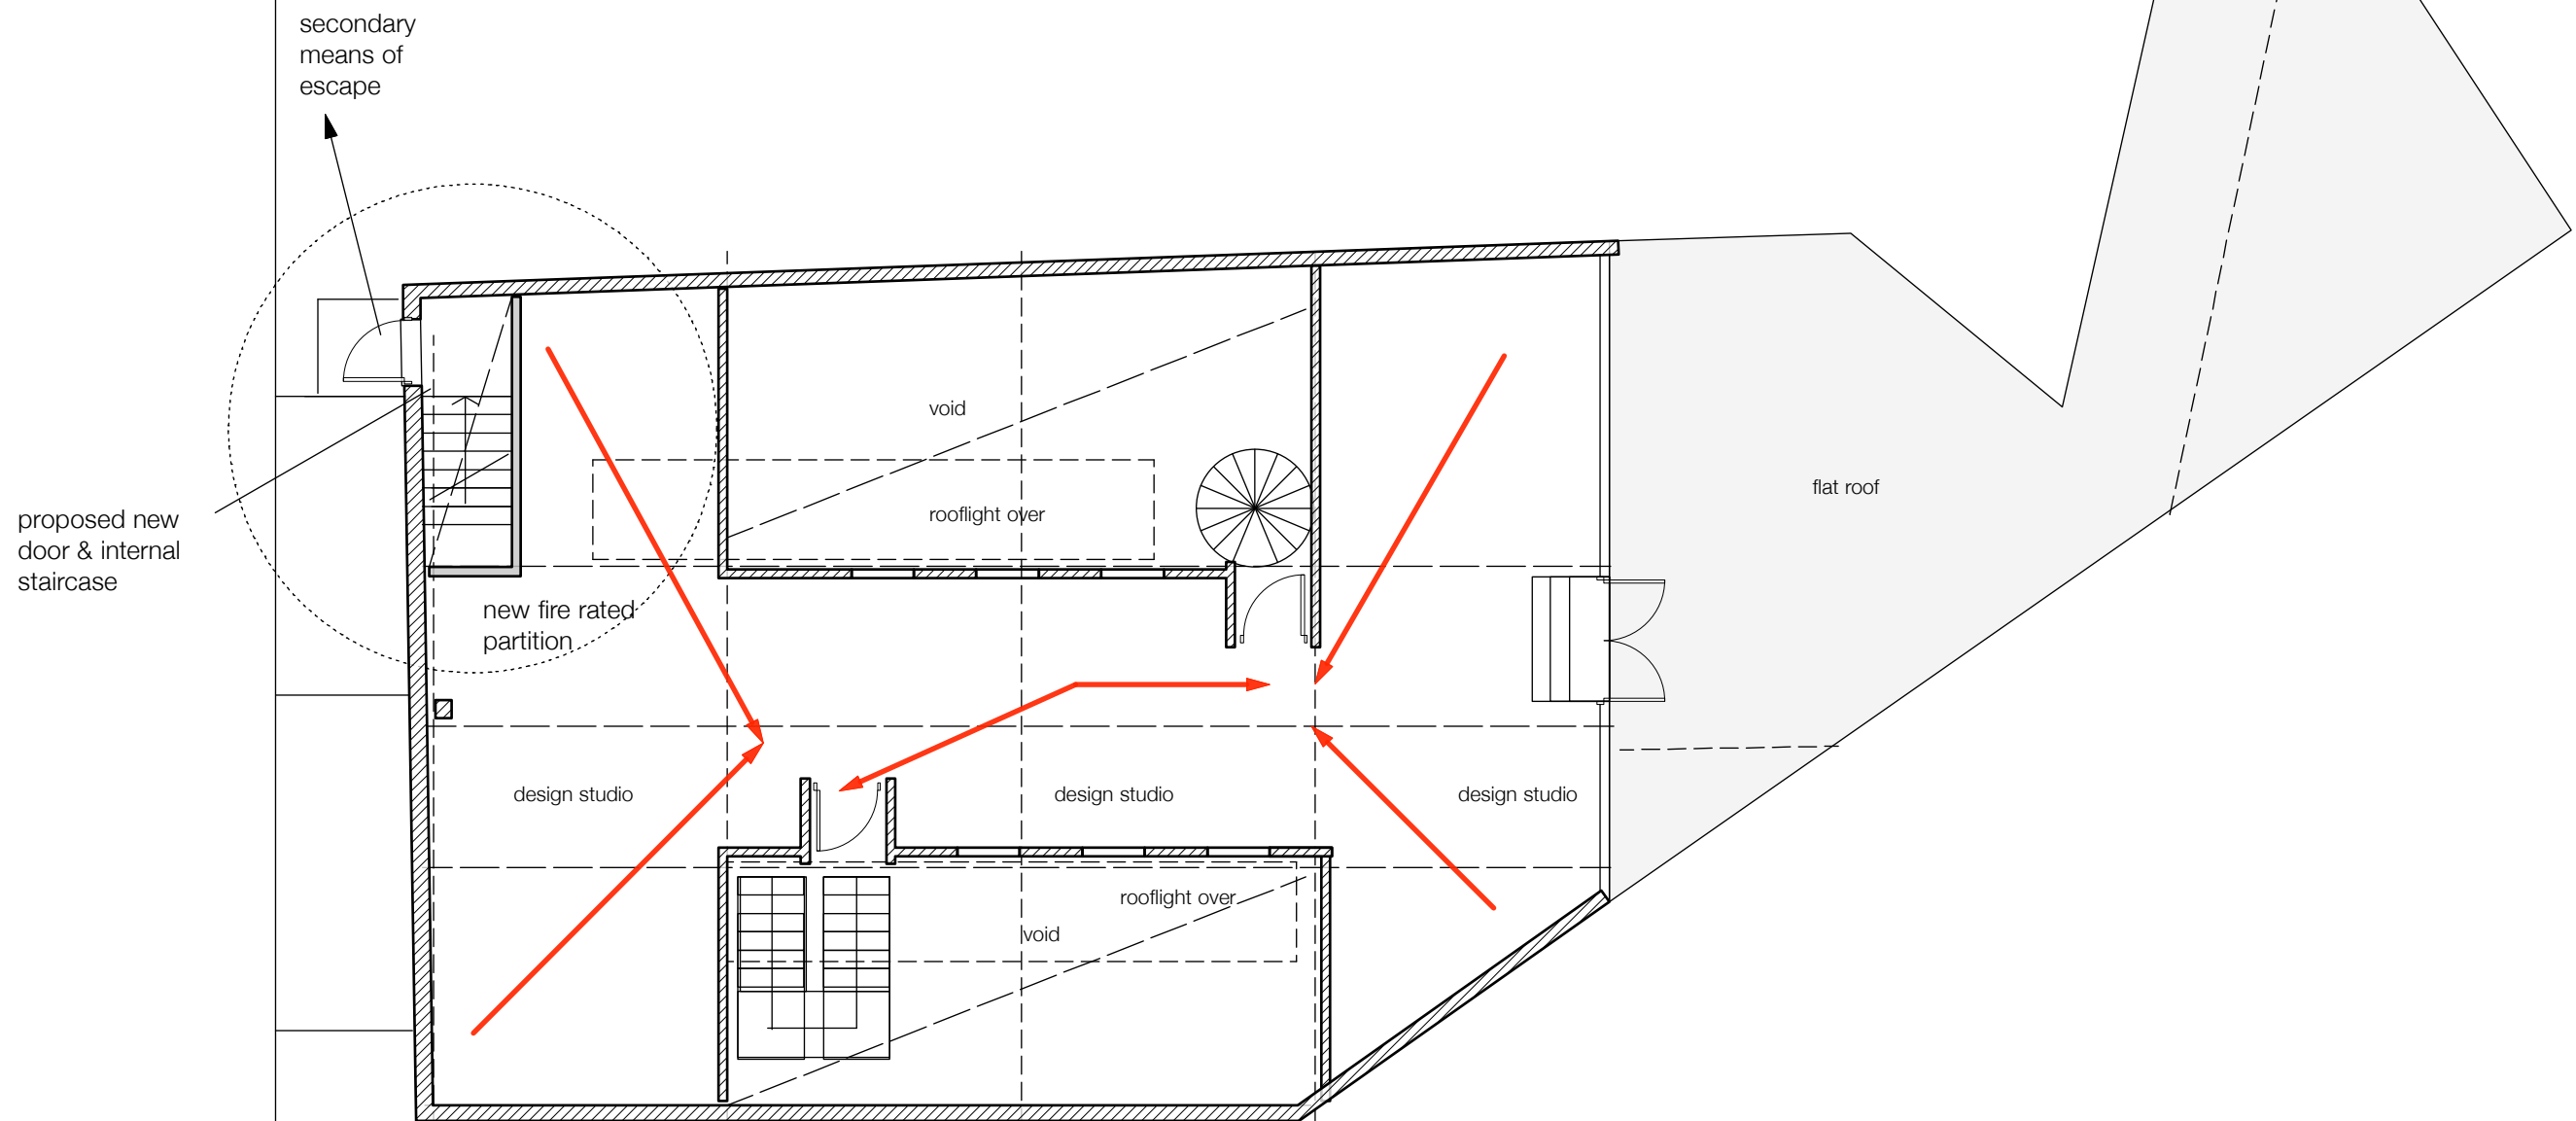 secondary
means of
escape
void
flat roof
rooflight over
proposed new
door & internal
staircase
new fire rated
partition
design studio
design studio
design studio
rooflight over
void